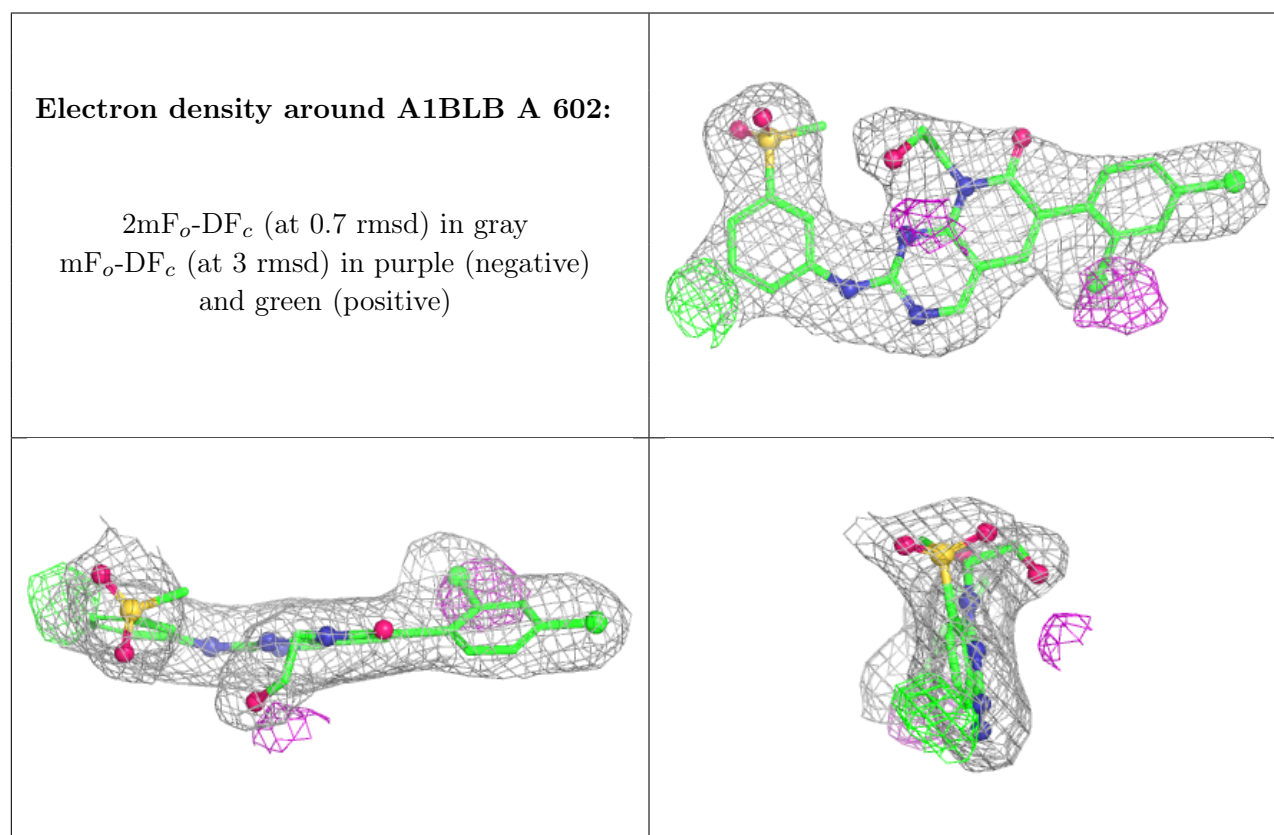 Electron density around A1BLB A 602:
2mFₒ-DF𝒸 (at 0.7 rmsd) in gray
mFₒ-DF𝒸 (at 3 rmsd) in purple (negative)
and green (positive)